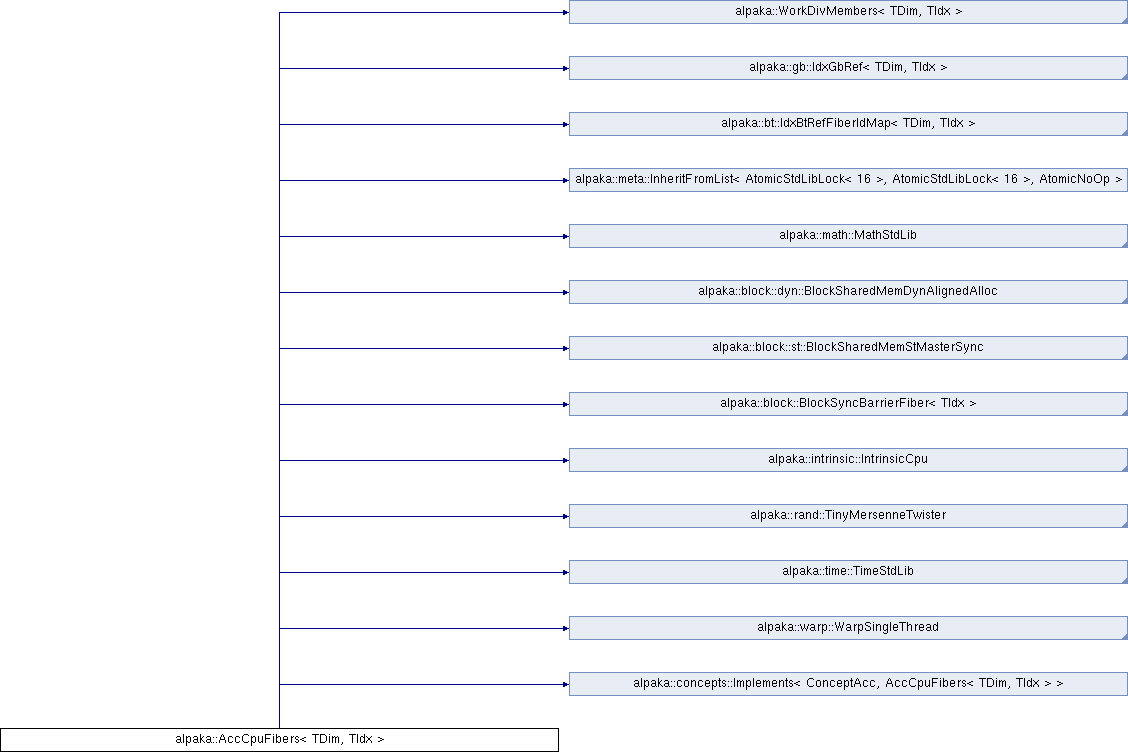 alpaka::WorkDivMembers< TDim, TIdx >
alpaka::gb::IdxGbRef< TDim, TIdx >
alpaka::bt::IdxBtRefFiberIdMap< TDim, TIdx >
alpaka::meta::InheritFromList< AtomicStdLibLock< 16 >, AtomicStdLibLock< 16 >, AtomicNoOp >
alpaka::math::MathStdLib
alpaka::block::dyn::BlockSharedMemDynAlignedAlloc
alpaka::block::st::BlockSharedMemStMasterSync
alpaka::block::BlockSyncBarrierFiber< TIdx >
alpaka::intrinsic::IntrinsicCpu
alpaka::rand::TinyMersenneTwister
alpaka::time::TimeStdLib
alpaka::warp::WarpSingleThread
alpaka::concepts::Implements< ConceptAcc, AccCpuFibers< TDim, TIdx > >
alpaka::AccCpuFibers< TDim, TIdx >